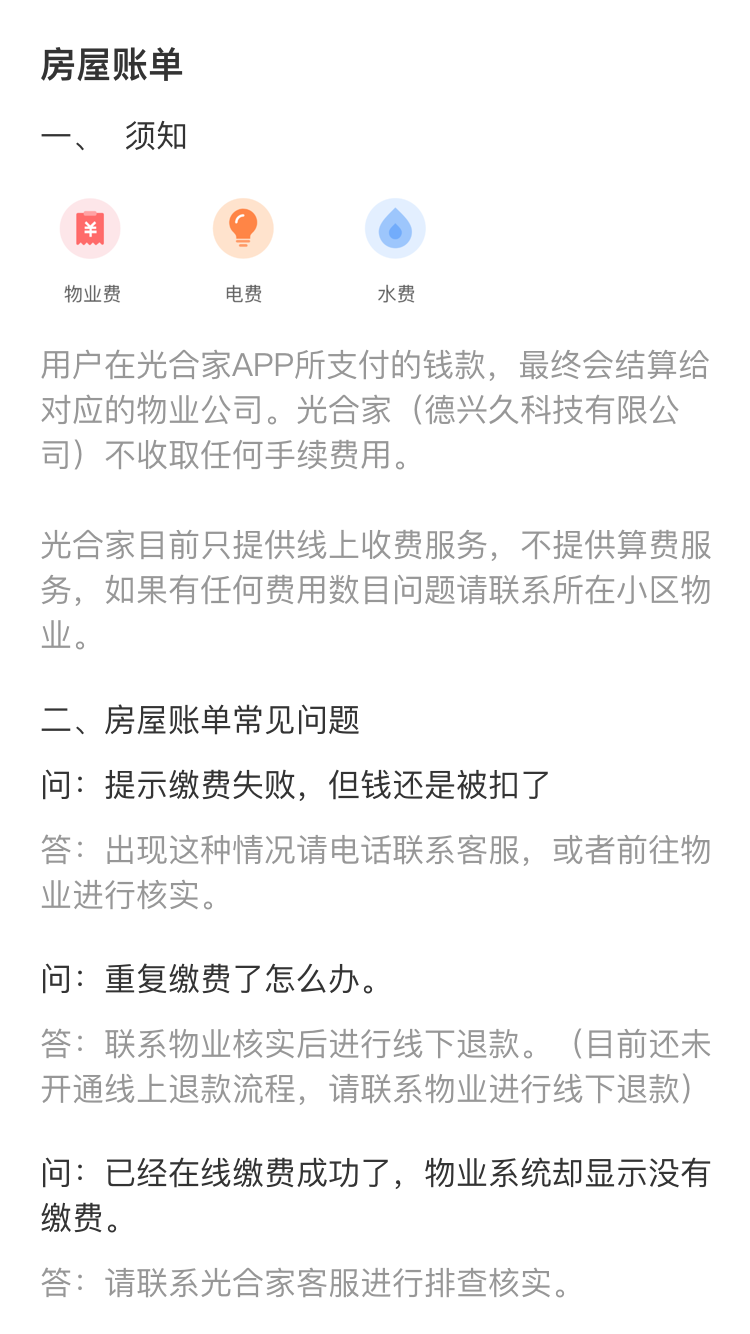 房屋账单
一、 须知
¥
物业费 电费 水费
用户在光合家APP所支付的钱款，最终会结算给
对应的物业公司。光合家（德兴久科技有限公
司）不收取任何手续费用。
光合家目前只提供线上收费服务，不提供算费服
务，如果有任何费用数目问题请联系所在小区物
业。
二、房屋账单常见问题
问：提示缴费失败，但钱还是被扣了
答：出现这种情况请电话联系客服，或者前往物
业进行核实。
问：重复缴费了怎么办。
答：联系物业核实后进行线下退款。（目前还未
开通线上退款流程，请联系物业进行线下退款）
问：已经在线缴费成功了，物业系统却显示没有
缴费。
答：请联系光合家客服进行排查核实。